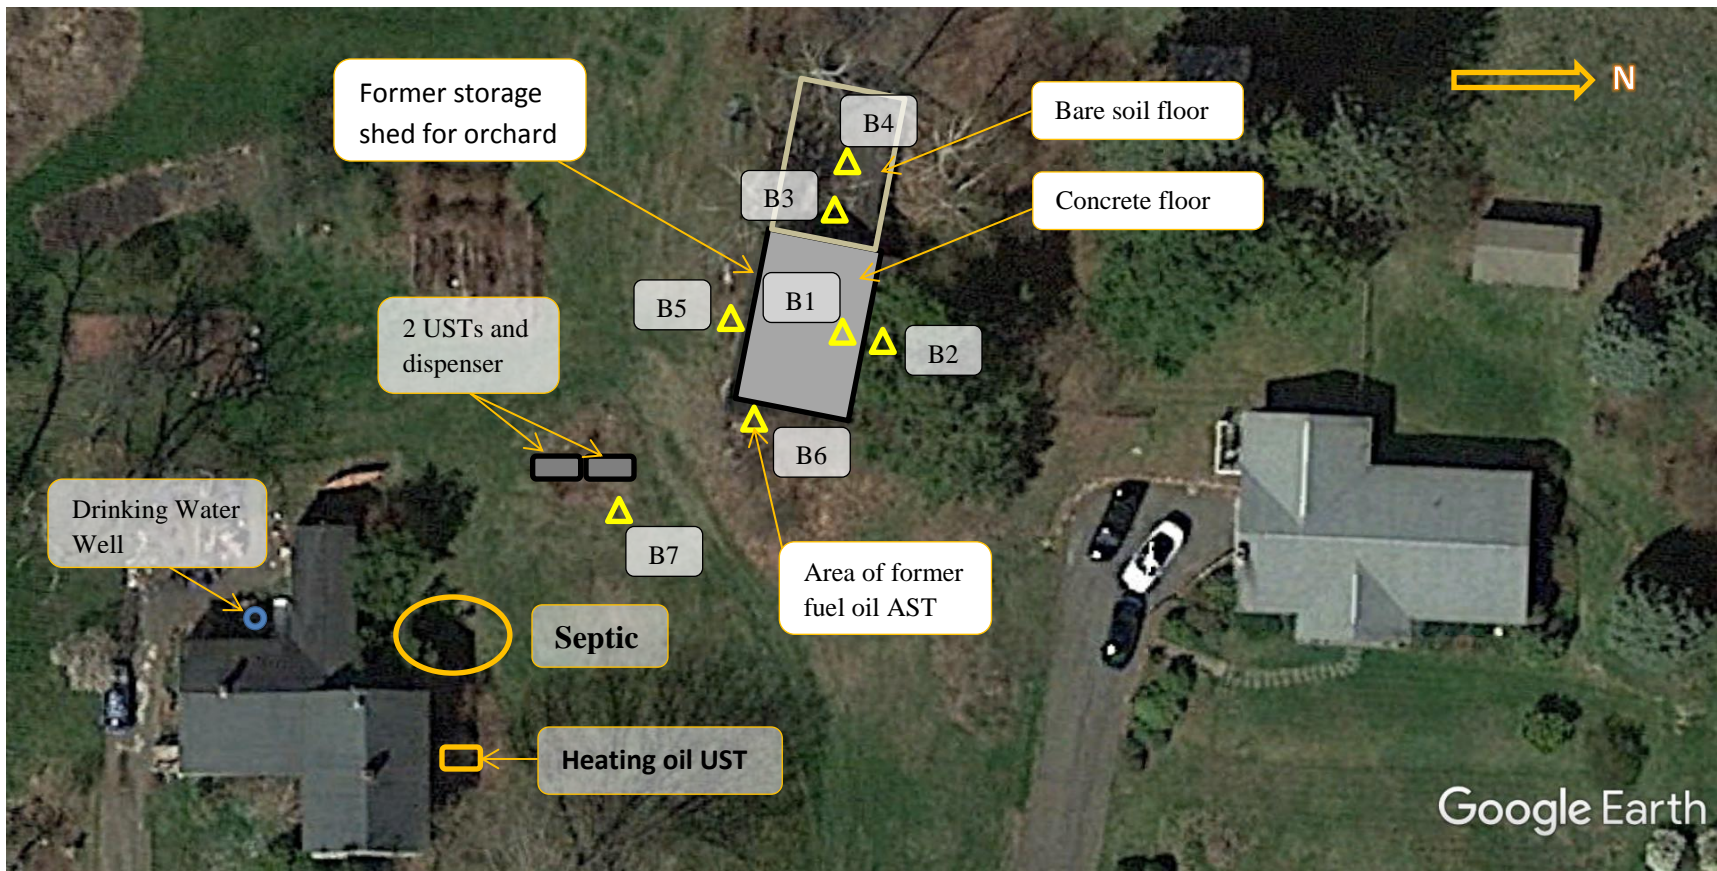 Former storage
shed for orchard
B4
Bare soil floor
N
B3
Concrete floor
B5
B1
B2
2 USTs and
dispenser
B6
Drinking Water
Well
B7
Area of former
fuel oil AST
Septic
Heating oil UST
Google Earth